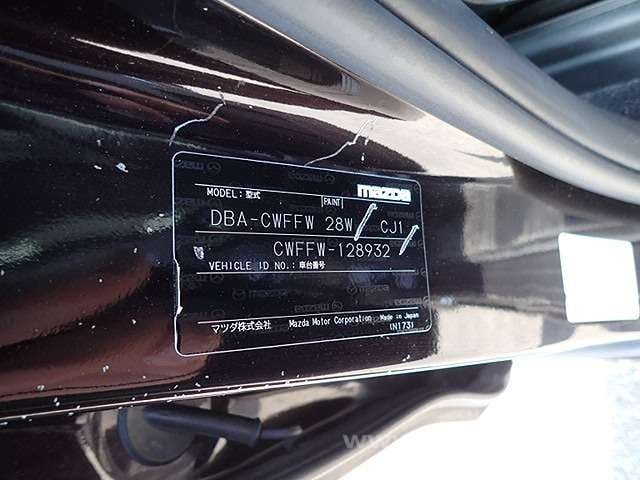 MODEL: 型式 PAINT mazda
DBA-CWFFW 28W CJ1
CWFFW-128932
VEHICLE ID NO.: 車台番号
マツダ株式会社 Mazda Motor Corporation Made in Japan
(N173)